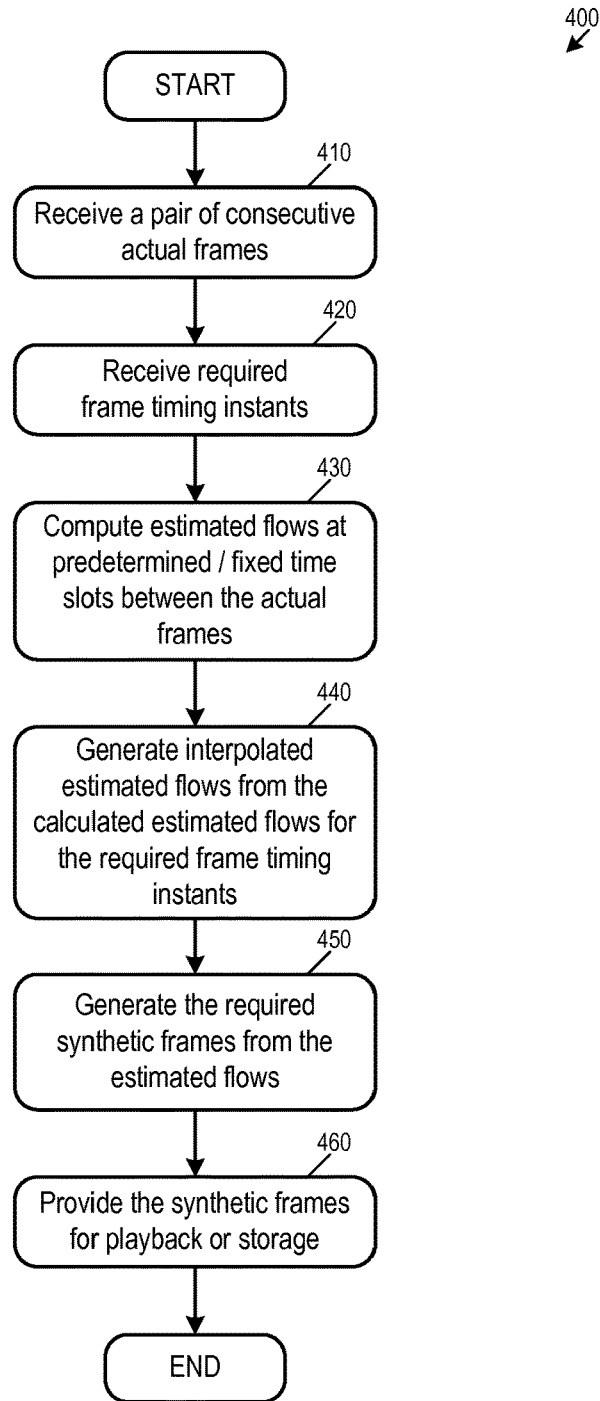 400
START
410
Receive a pair of consecutive
actual frames
420
Receive required
frame timing instants
430
Compute estimated flows at
predetermined / fixed time
slots between the actual
frames
440
Generate interpolated
estimated flows from the
calculated estimated flows for
the required frame timing
instants
450
Generate the required
synthetic frames from the
estimated flows
460
Provide the synthetic frames
for playback or storage
END